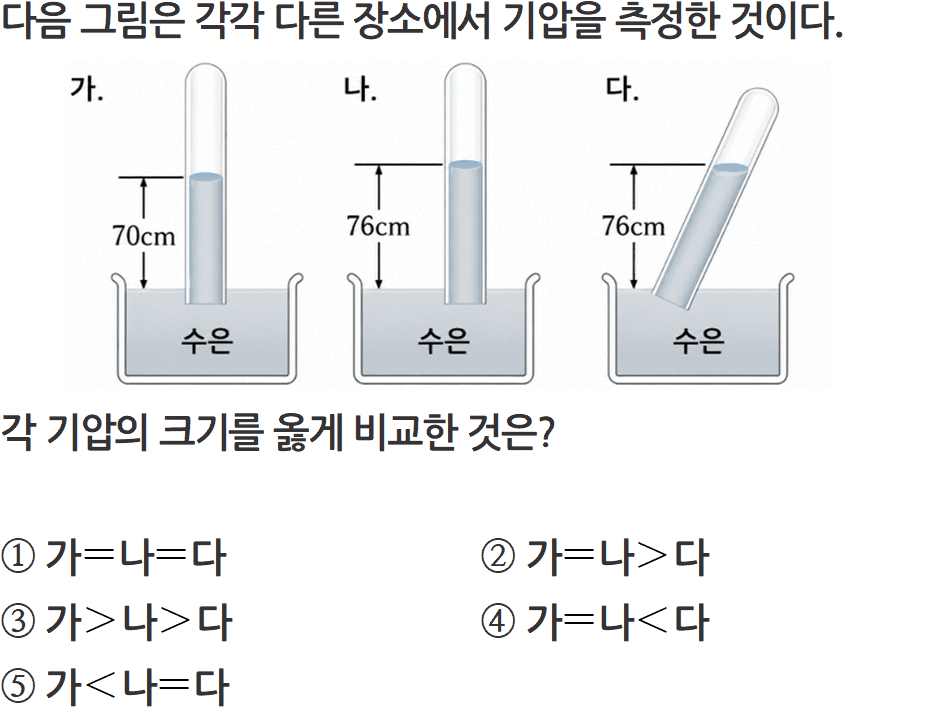 다음 그림은 각각 다른 장소에서 기압을 측정한 것이다.
가. 나. 다.
70cm 76cm 76cm
수은 수은 수은
각 기압의 크기를 옳게 비교한 것은?
① 가=나=다 ② 가=나>다
③ 가>나>다 ④ 가=나<다
⑤ 가<나=다